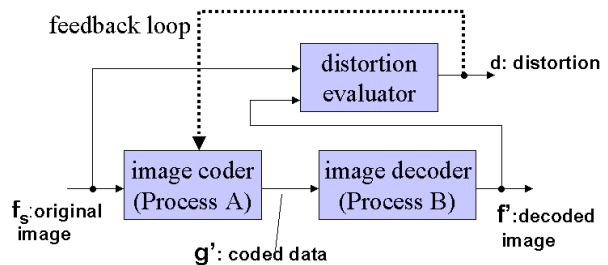 feedback loop
distortion
evaluator
d: distortion
image coder
(Process A)
image decoder
(Process B)
fs:original
image
g’: coded data
f’:decoded
image